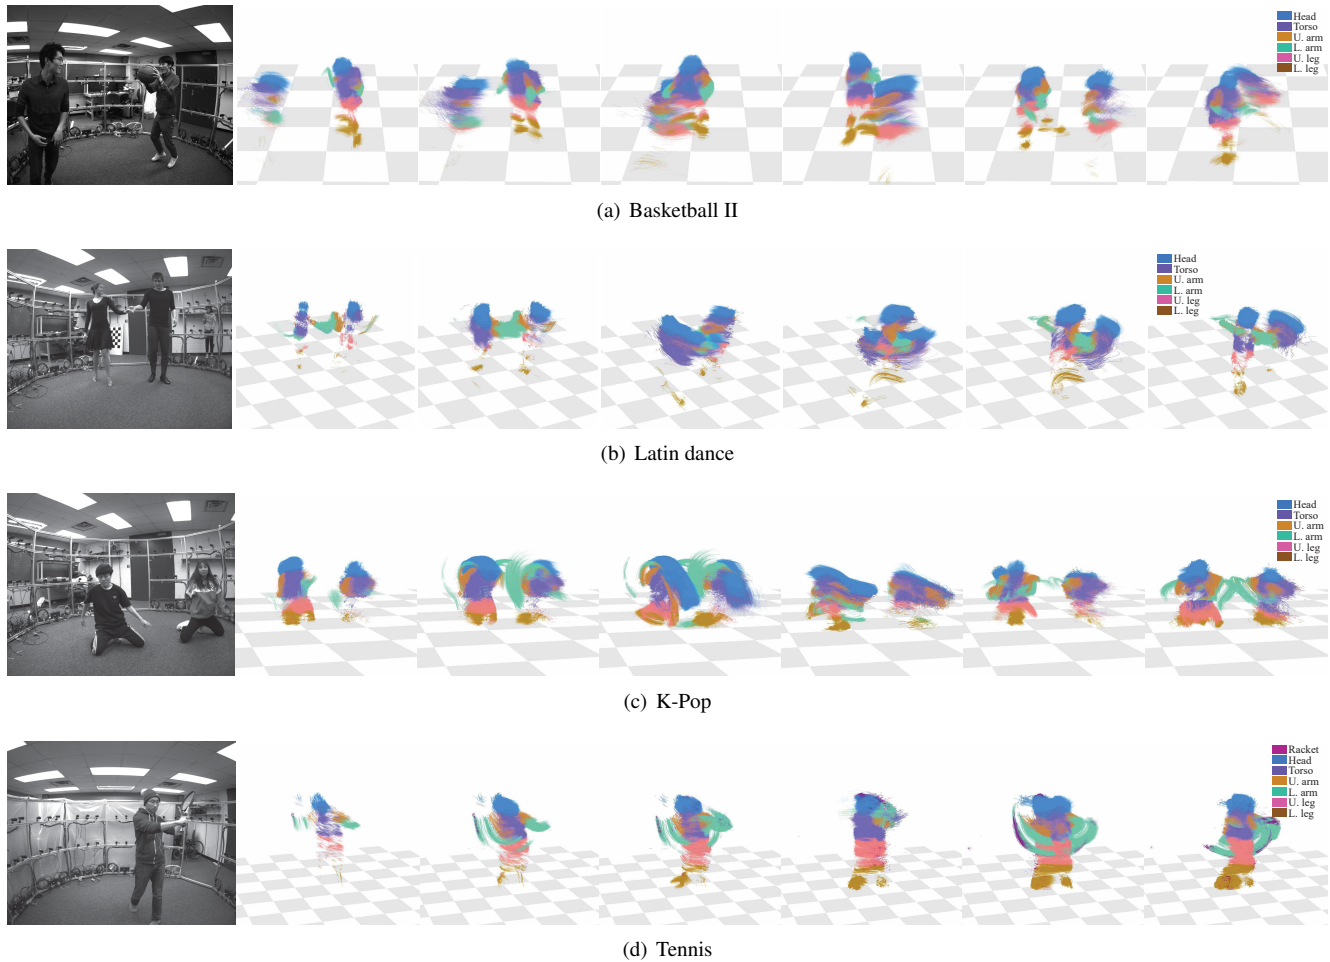 Head
Torso
U. arm
L. arm
U. leg
L. leg
(a) Basketball II
Head
Torso
U. arm
L. arm
U. leg
L. leg
(b) Latin dance
Head
Torso
U. arm
L. arm
U. leg
L. leg
(c) K-Pop
Racket
Head
Torso
U. arm
L. arm
U. leg
L. leg
(d) Tennis